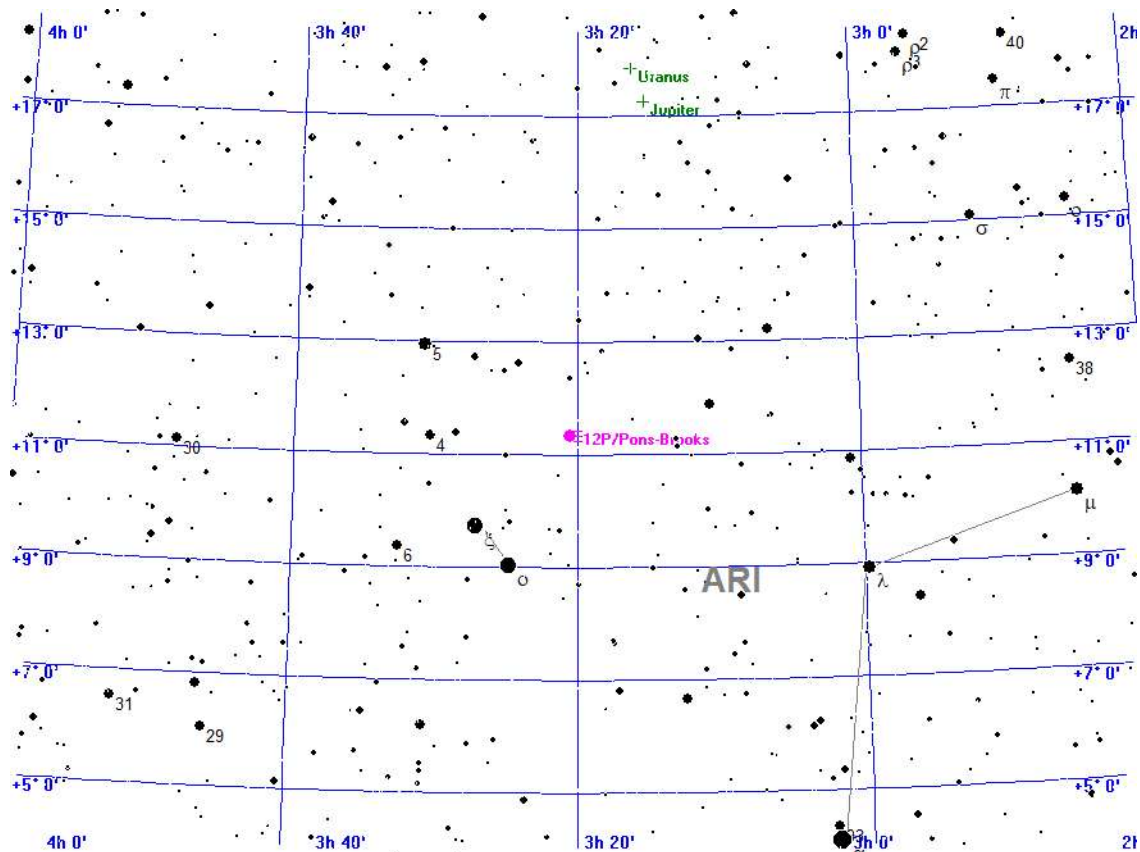 4h 0'
3h 40'
3h 20'
3h 0'
2h
ρ2
40
ρ3
Uranus
π
+17° 0'
Jupiter
+17° 0'
+15° 0'
σ
ο
+15° 0'
+13° 0'
+13° 0'
5
38
30
4
12P/Pons-Brooks
+11° 0'
+11° 0'
μ
ξ
6
+9° 0'
ο
ARI
λ
+9° 0'
+7° 0'
+7° 0'
31
29
+5° 0'
+5° 0'
4h 0'
3h 40'
3h 20'
3h 0'
2h